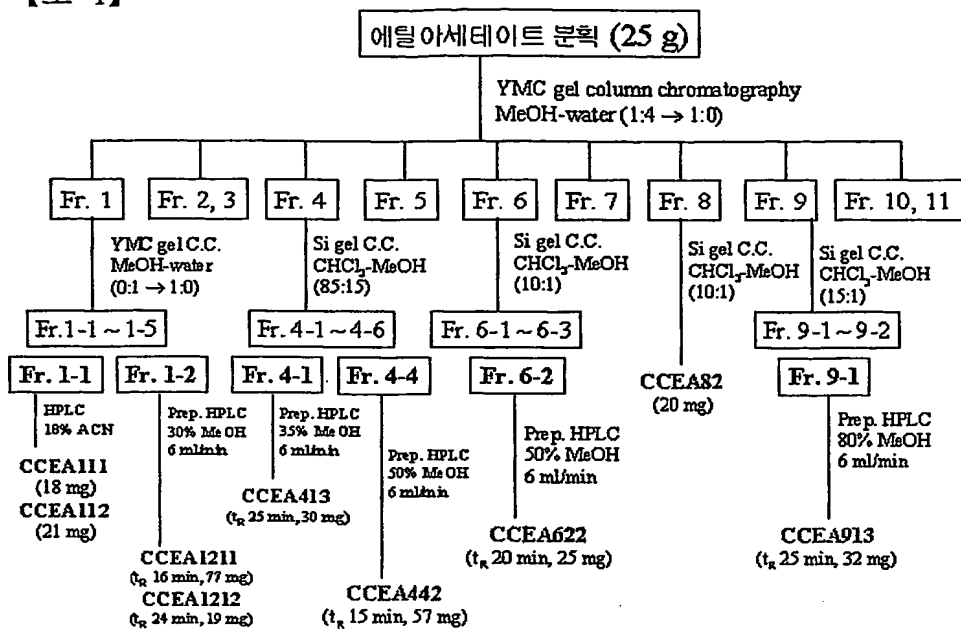 에틸아세테이트 분획 (25 g)
YMC gel column chromatography
MeOH-water (1:4 → 1:0)
Fr. 1
Fr. 2, 3
Fr. 4
Fr. 5
Fr. 6
Fr. 7
Fr. 8
Fr. 9
Fr. 10, 11
YMC gel C.C.
MeOH-water
(0:1 → 1:0)
Si gel C.C.
CHCl₃-MeOH
(85:15)
Si gel C.C.
CHCl₃-MeOH
(10:1)
Si gel C.C.
CHCl₃-MeOH
(10:1)
Si gel C.C.
CHCl₃-MeOH
(15:1)
Fr.1-1 ~ 1-5
Fr. 4-1 ~ 4-6
Fr. 6-1 ~ 6-3
Fr. 9-1 ~ 9-2
Fr. 1-1
Fr. 1-2
Fr. 4-1
Fr. 4-4
Fr. 6-2
CCEA82
(20 mg)
Fr. 9-1
HPLC
18% ACN
CCEA111
(18 mg)
CCEA112
(21 mg)
Prep. HPLC
30% MeOH
6 ml/min
CCEA1211
(t_R 16 min, 77 mg)
CCEA1212
(t_R 24 min, 19 mg)
Prep. HPLC
35% MeOH
6 ml/min
CCEA413
(t_R 25 min, 30 mg)
Prep. HPLC
50% MeOH
6 ml/min
CCEA442
(t_R 15 min, 57 mg)
Prep. HPLC
50% MeOH
6 ml/min
CCEA622
(t_R 20 min, 25 mg)
Prep. HPLC
80% MeOH
6 ml/min
CCEA913
(t_R 25 min, 32 mg)